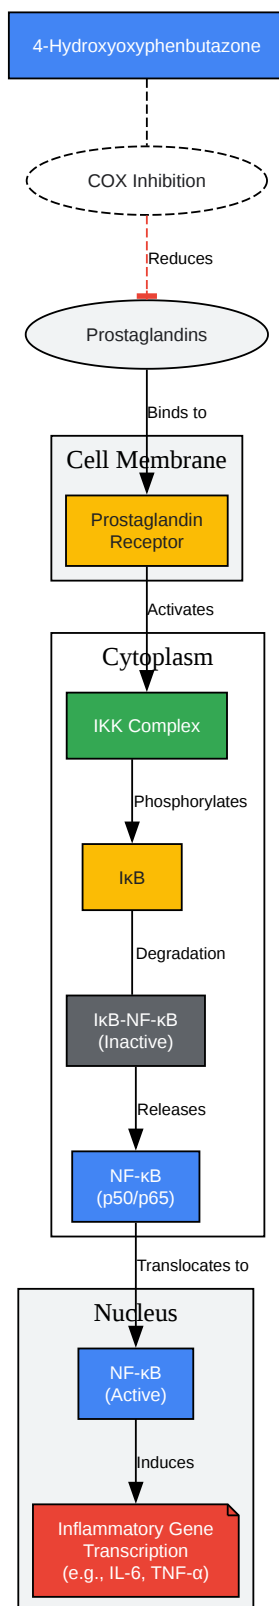 4-Hydroxyoxyphenbutazone
COX Inhibition
Reduces
Prostaglandins
Binds to
Cell Membrane
Prostaglandin
Receptor
Activates
Cytoplasm
IKK Complex
Phosphorylates
IκB
Degradation
IκB-NF-κB
(Inactive)
Releases
NF-κB
(p50/p65)
Translocates to
Nucleus
NF-κB
(Active)
Induces
Inflammatory Gene
Transcription
(e.g., IL-6, TNF-α)